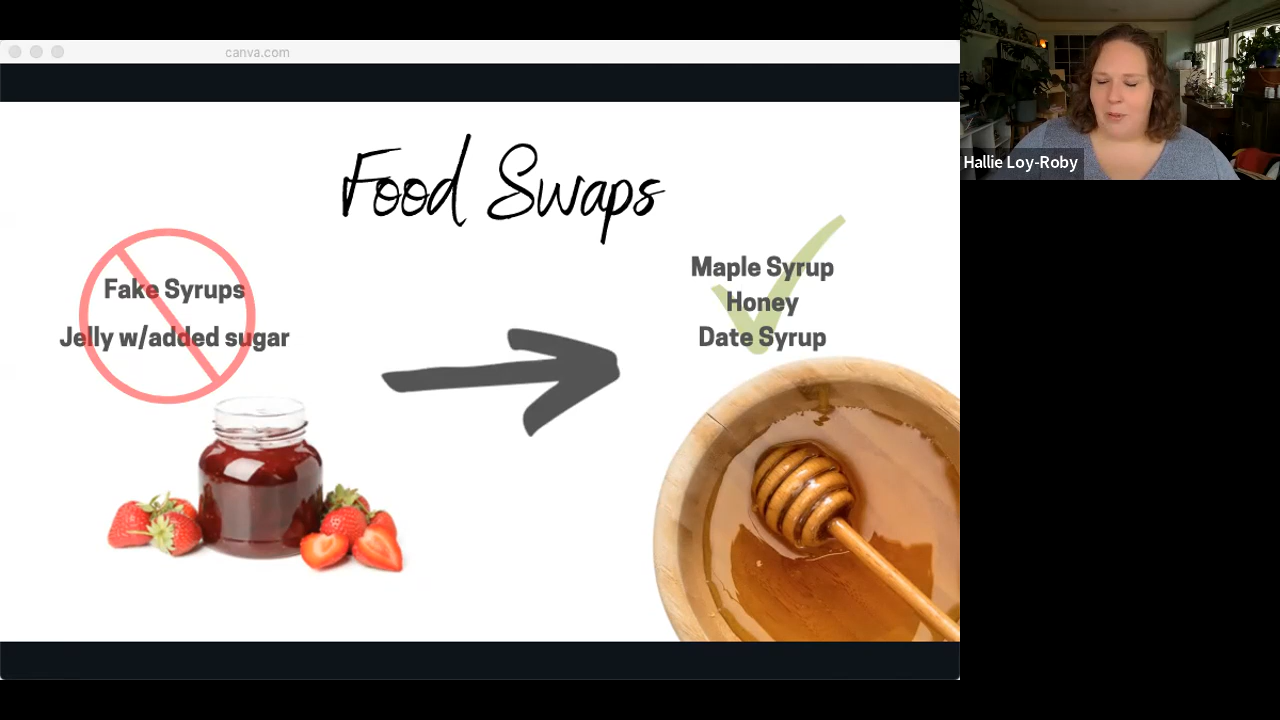 canva.com
Food Swaps
Fake Syrups
Jelly w/added sugar
Maple Syrup
Honey
Date Syrup
Hallie Loy-Roby